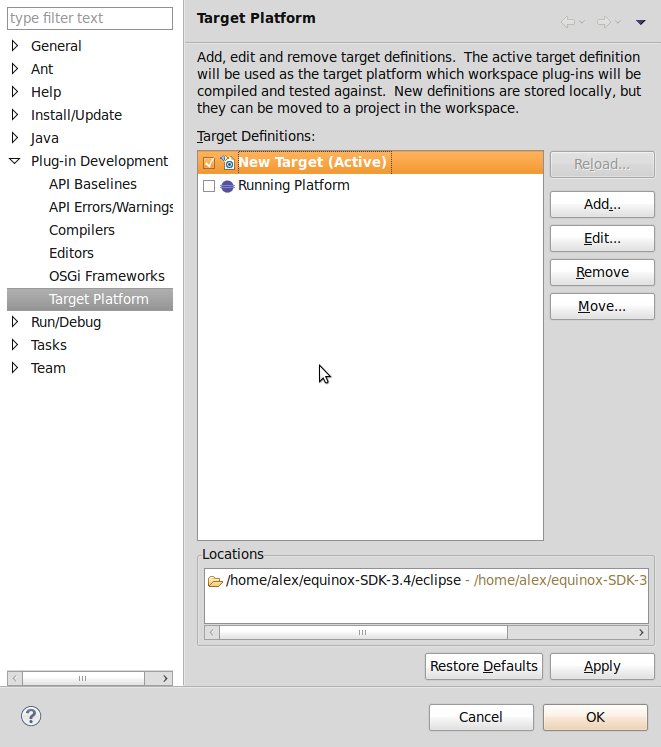 type filter text
General
Ant
Help
Install/Update
Java
Plug-in Development
API Baselines
API Errors/Warnings
Compilers
Editors
OSGi Frameworks
Target Platform
Run/Debug
Tasks
Team
Target Platform
Add, edit and remove target definitions. The active target definition
will be used as the target platform which workspace plug-ins will be
compiled and tested against. New definitions are stored locally, but
they can be moved to a project in the workspace.
Target Definitions:
New Target (Active)
Running Platform
Reload...
Add...
Edit...
Remove
Move...
Locations
/home/alex/equinox-SDK-3.4/eclipse - /home/alex/equinox-SDK-3
Restore Defaults
Apply
?
Cancel
OK